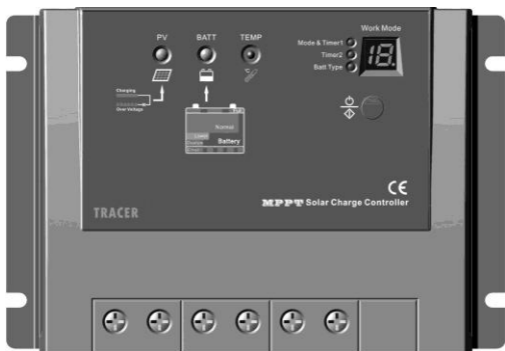 PV BATT TEMP
Work Mode
Mode & Timer1
Timer2
Batt Type
18.
Charging
Over Voltage
Normal
Battery
CE
MPPT Solar Charge Controller
TRACER